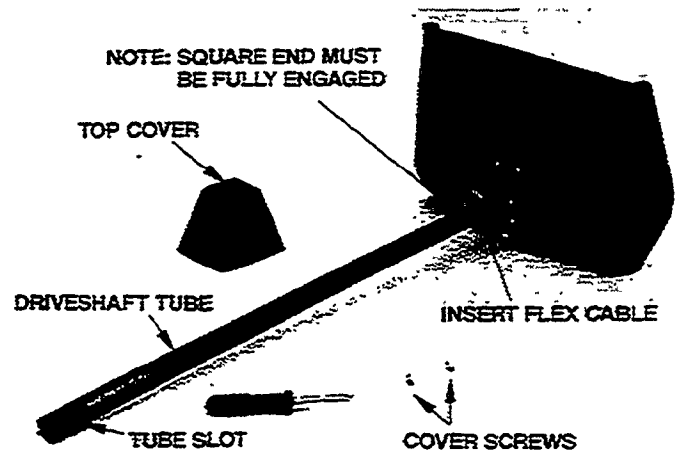 NOTE: SQUARE END MUST
BE FULLY ENGAGED
TOP COVER
DRIVESHAFT TUBE
INSERT FLEX CABLE
TUBE SLOT
COVER SCREWS